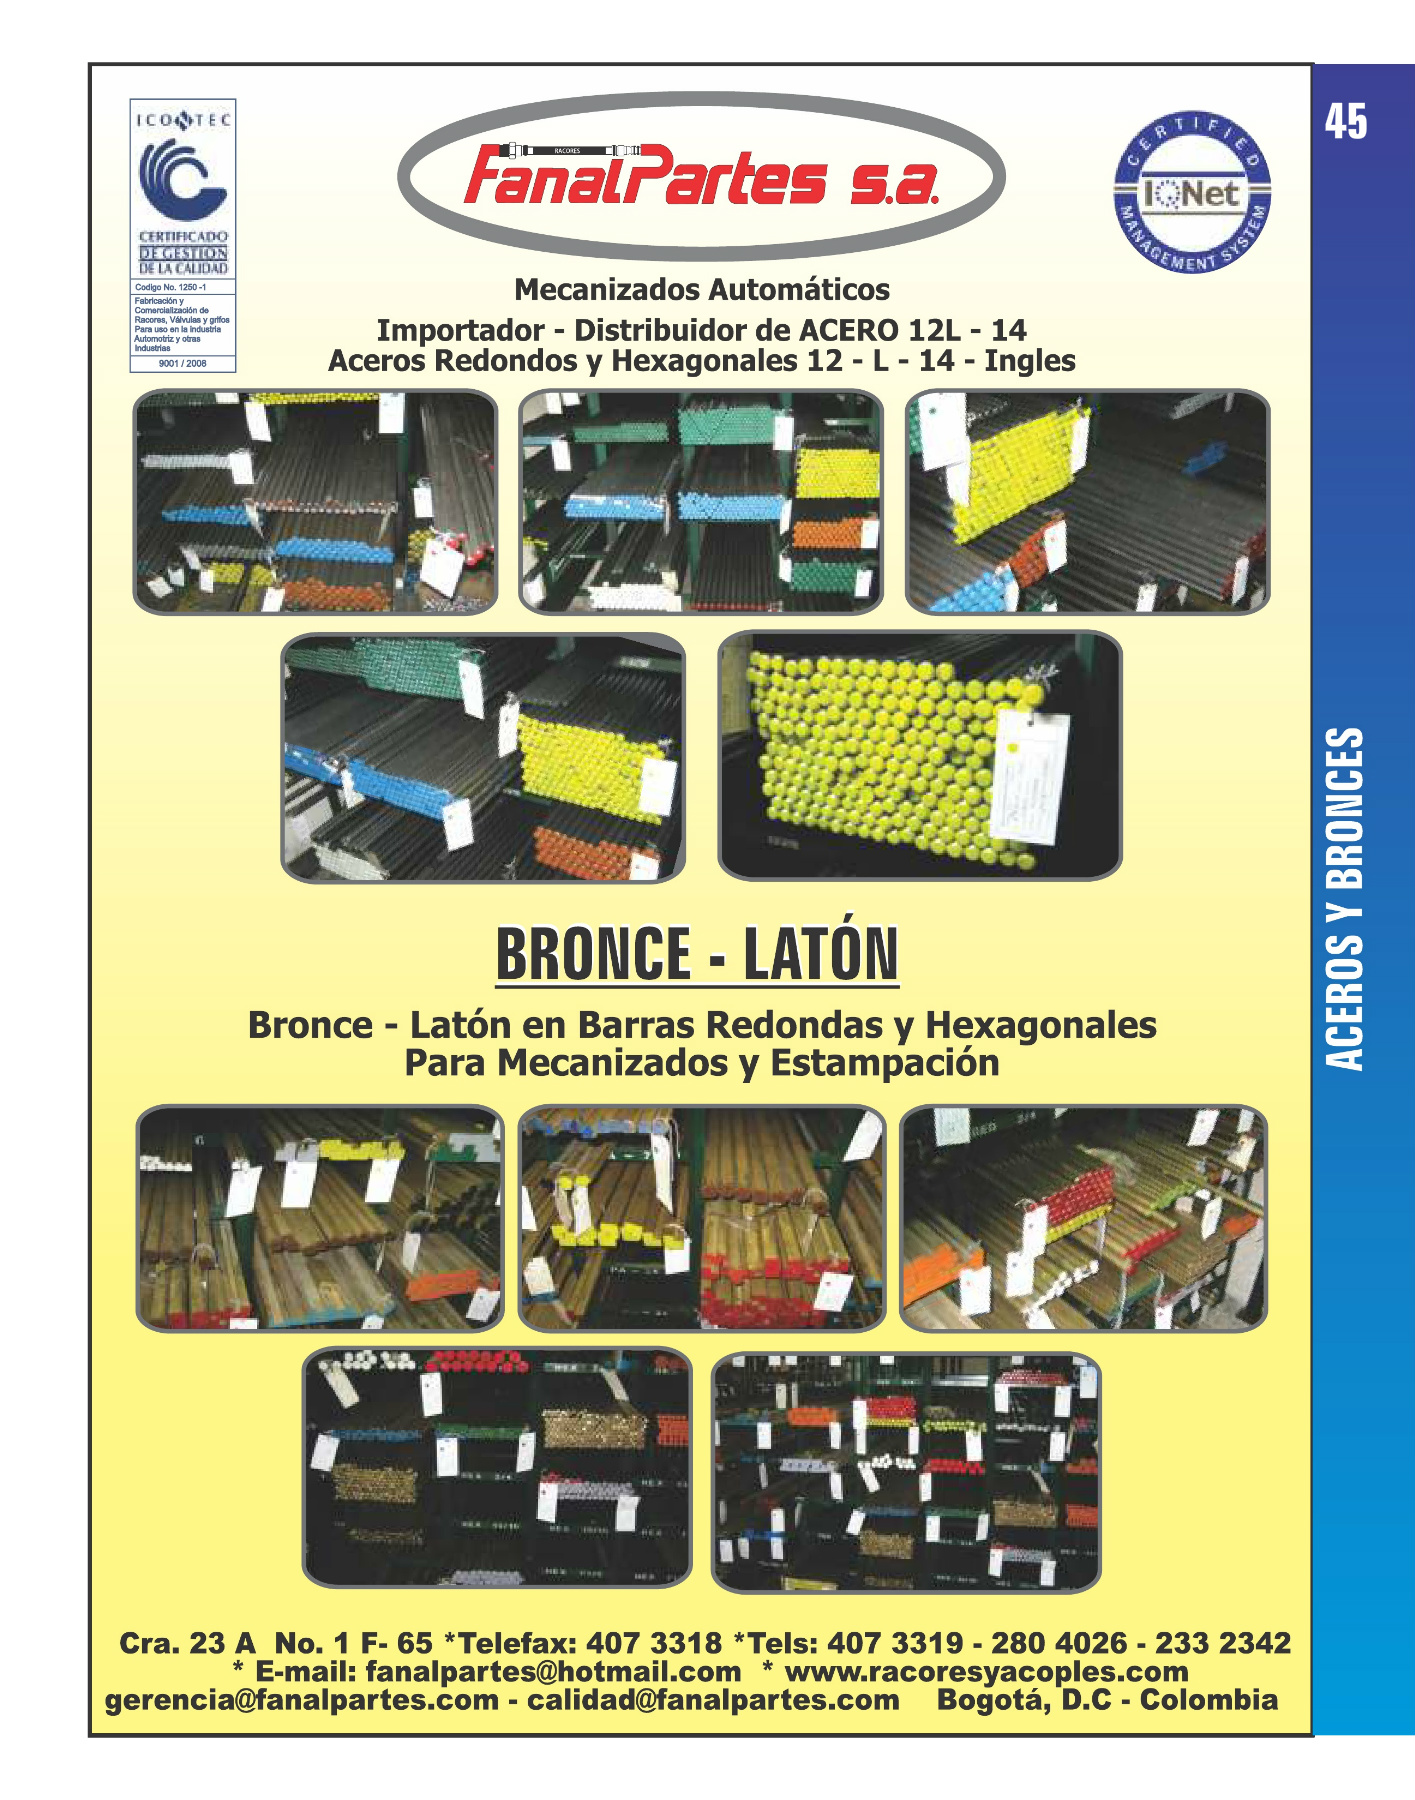 45
ICONTEC
CERTIFICADO
DE GESTIÓN
DE LA CALIDAD
Codigo No. 1250 -1
Fabricación y
Comercialización de
Racores, Válvulas y grifos
Para uso en la industria
Automotriz y otras
Industrias
9001 / 2008
RACORES
FanalPartes s.a.
CERTIFIED
IQNet
MANAGEMENT SYSTEM
Mecanizados Automáticos
Importador - Distribuidor de ACERO 12L - 14
Aceros Redondos y Hexagonales 12 - L - 14 - Ingles
ACEROS Y BRONCES
BRONCE - LATÓN
Bronce - Latón en Barras Redondas y Hexagonales
Para Mecanizados y Estampación
Cra. 23 A No. 1 F- 65 *Telefax: 407 3318 *Tels: 407 3319 - 280 4026 - 233 2342
* E-mail: fanalpartes@hotmail.com * www.racoresyacoples.com
gerencia@fanalpartes.com - calidad@fanalpartes.com Bogotá, D.C - Colombia